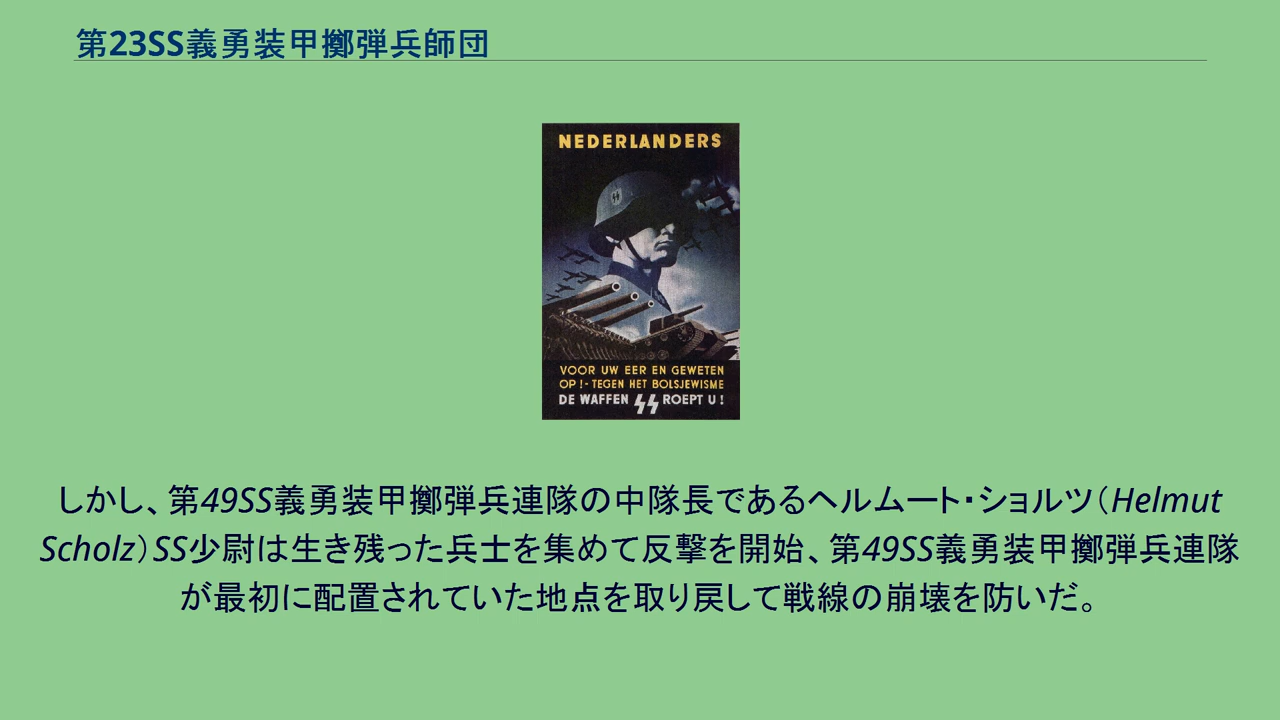 第23SS義勇装甲擲弾兵師団
NEDERLANDERS
VOOR UW EER EN GEWETEN
OP!- TEGEN HET BOLSJEWISME
DE WAFFEN SS ROEPT U!
しかし、第49SS義勇装甲擲弾兵連隊の中隊長であるヘルムート・ショルツ（Helmut
Scholz）SS少尉は生き残った兵士を集めて反撃を開始、第49SS義勇装甲擲弾兵連隊
が最初に配置されていた地点を取り戻して戦線の崩壊を防いだ。